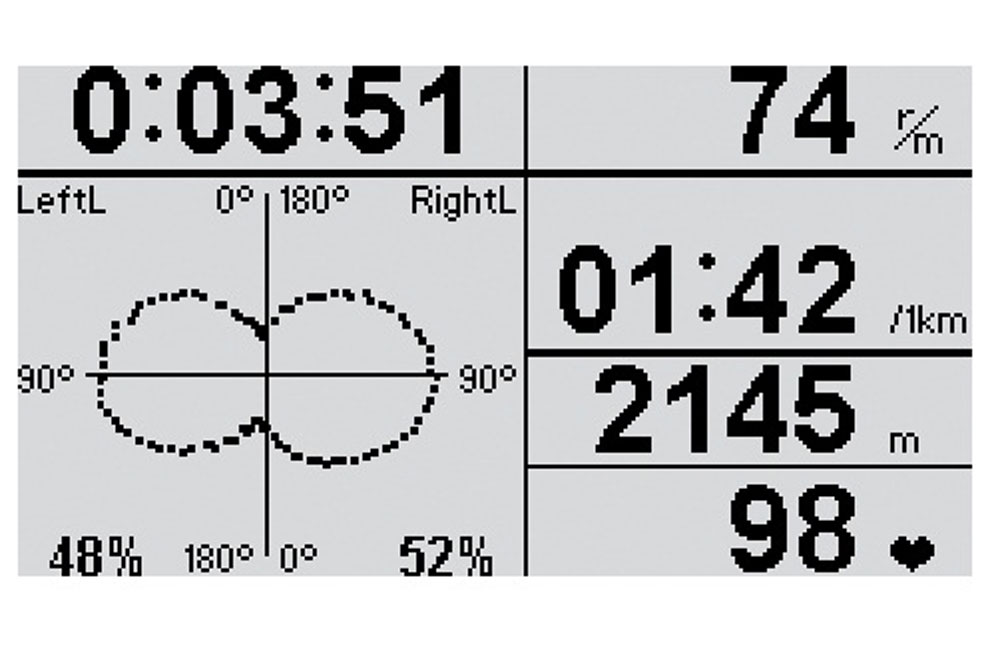 0:03:51
74 r/m
LeftL 0° 180° RightL
01:42 /1km
90° 90°
2145 m
98
48% 180° 0° 52%